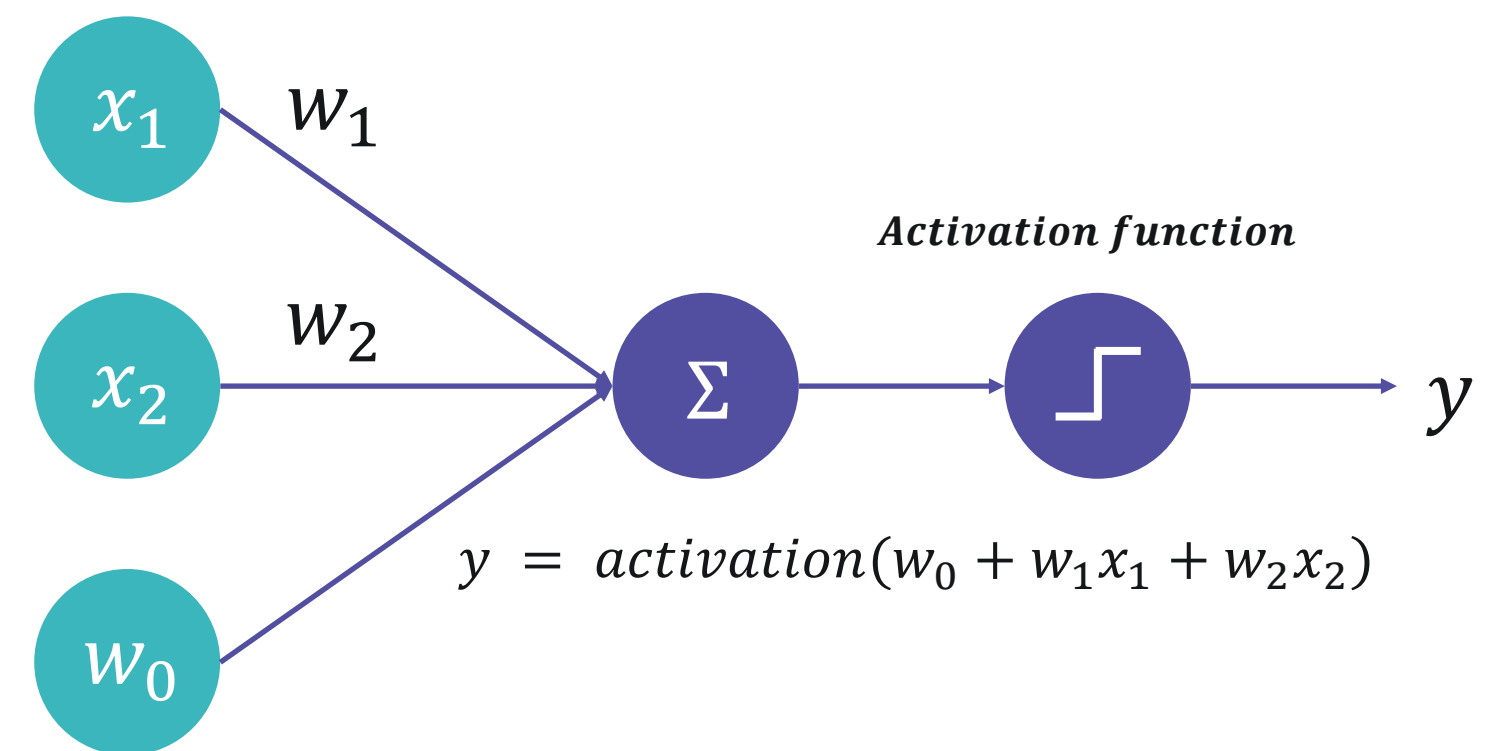 x₁
w₁
Activation function
w₂
x₂
Σ
y
y = activation(w₀ + w₁x₁ + w₂x₂)
w₀